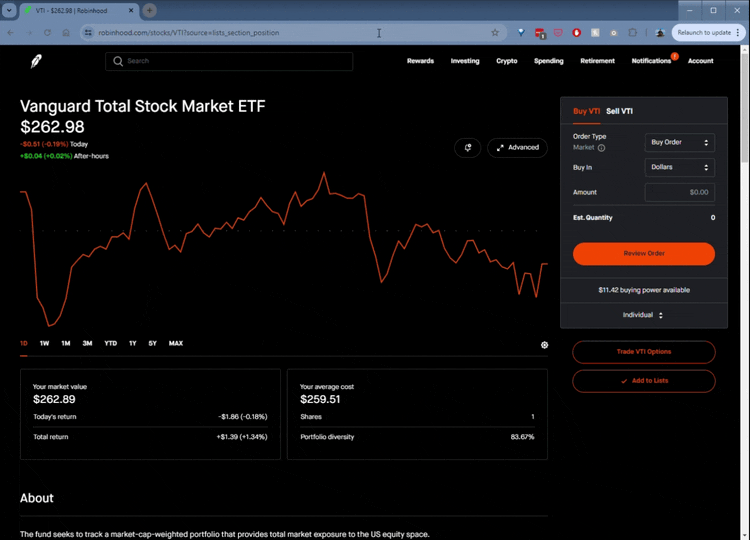 VTI - $262.98 | Robinhood
robinhood.com/stocks/VTI?source=lists_section_position
Relaunch to update
Search
Rewards Investing Crypto Spending Retirement Notifications Account
Vanguard Total Stock Market ETF
$262.98
-$0.51 (-0.19%) Today
+$0.04 (+0.02%) After-hours
Advanced
1D 1W 1M 3M YTD 1Y 5Y MAX
Your market value
$262.89
Today's return -$1.86 (-0.18%)
Total return +$1.39 (+1.34%)
Your average cost
$259.51
Shares 1
Portfolio diversity 83.67%
About
The fund seeks to track a market-cap-weighted portfolio that provides total market exposure to the US equity space.
Buy VTI Sell VTI
Order Type
Market
Buy Order
Buy In Dollars
Amount $0.00
Est. Quantity 0
Review Order
$11.42 buying power available
Individual
Trade VTI Options
Add to Lists